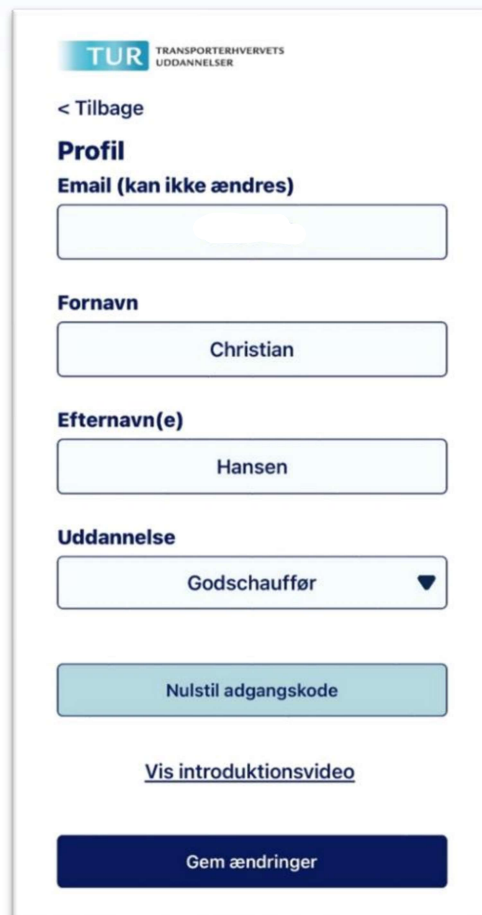 TUR
TRANSPORTERHVERVETS
UDDANNELSER
< Tilbage
Profil
Email (kan ikke ændres)
Fornavn
Christian
Efternavn(e)
Hansen
Uddannelse
Godschauffør
Nulstil adgangskode
Vis introduktionsvideo
Gem ændringer